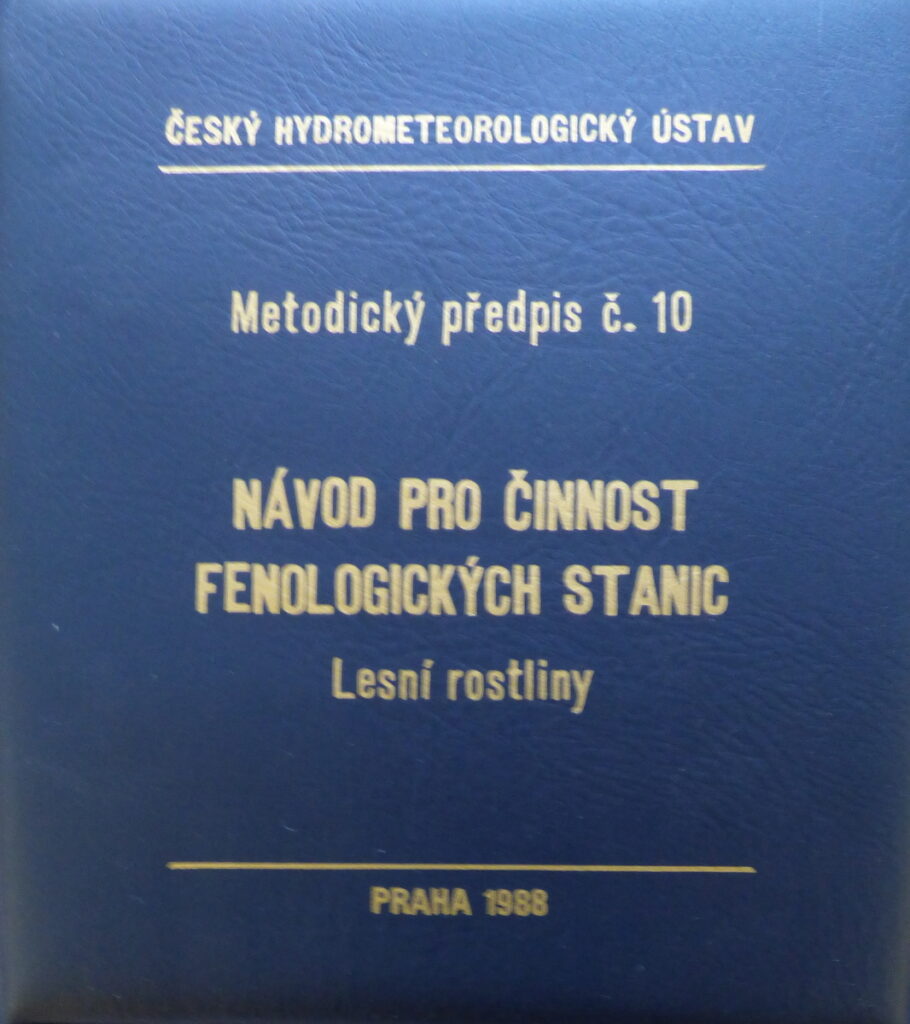 ČESKÝ HYDROMETEOROLOGICKÝ ÚSTAV
Metodický předpis č. 10
NÁVOD PRO ČINNOST
FENOLOGICKÝCH STANIC
Lesní rostliny
PRAHA 1988